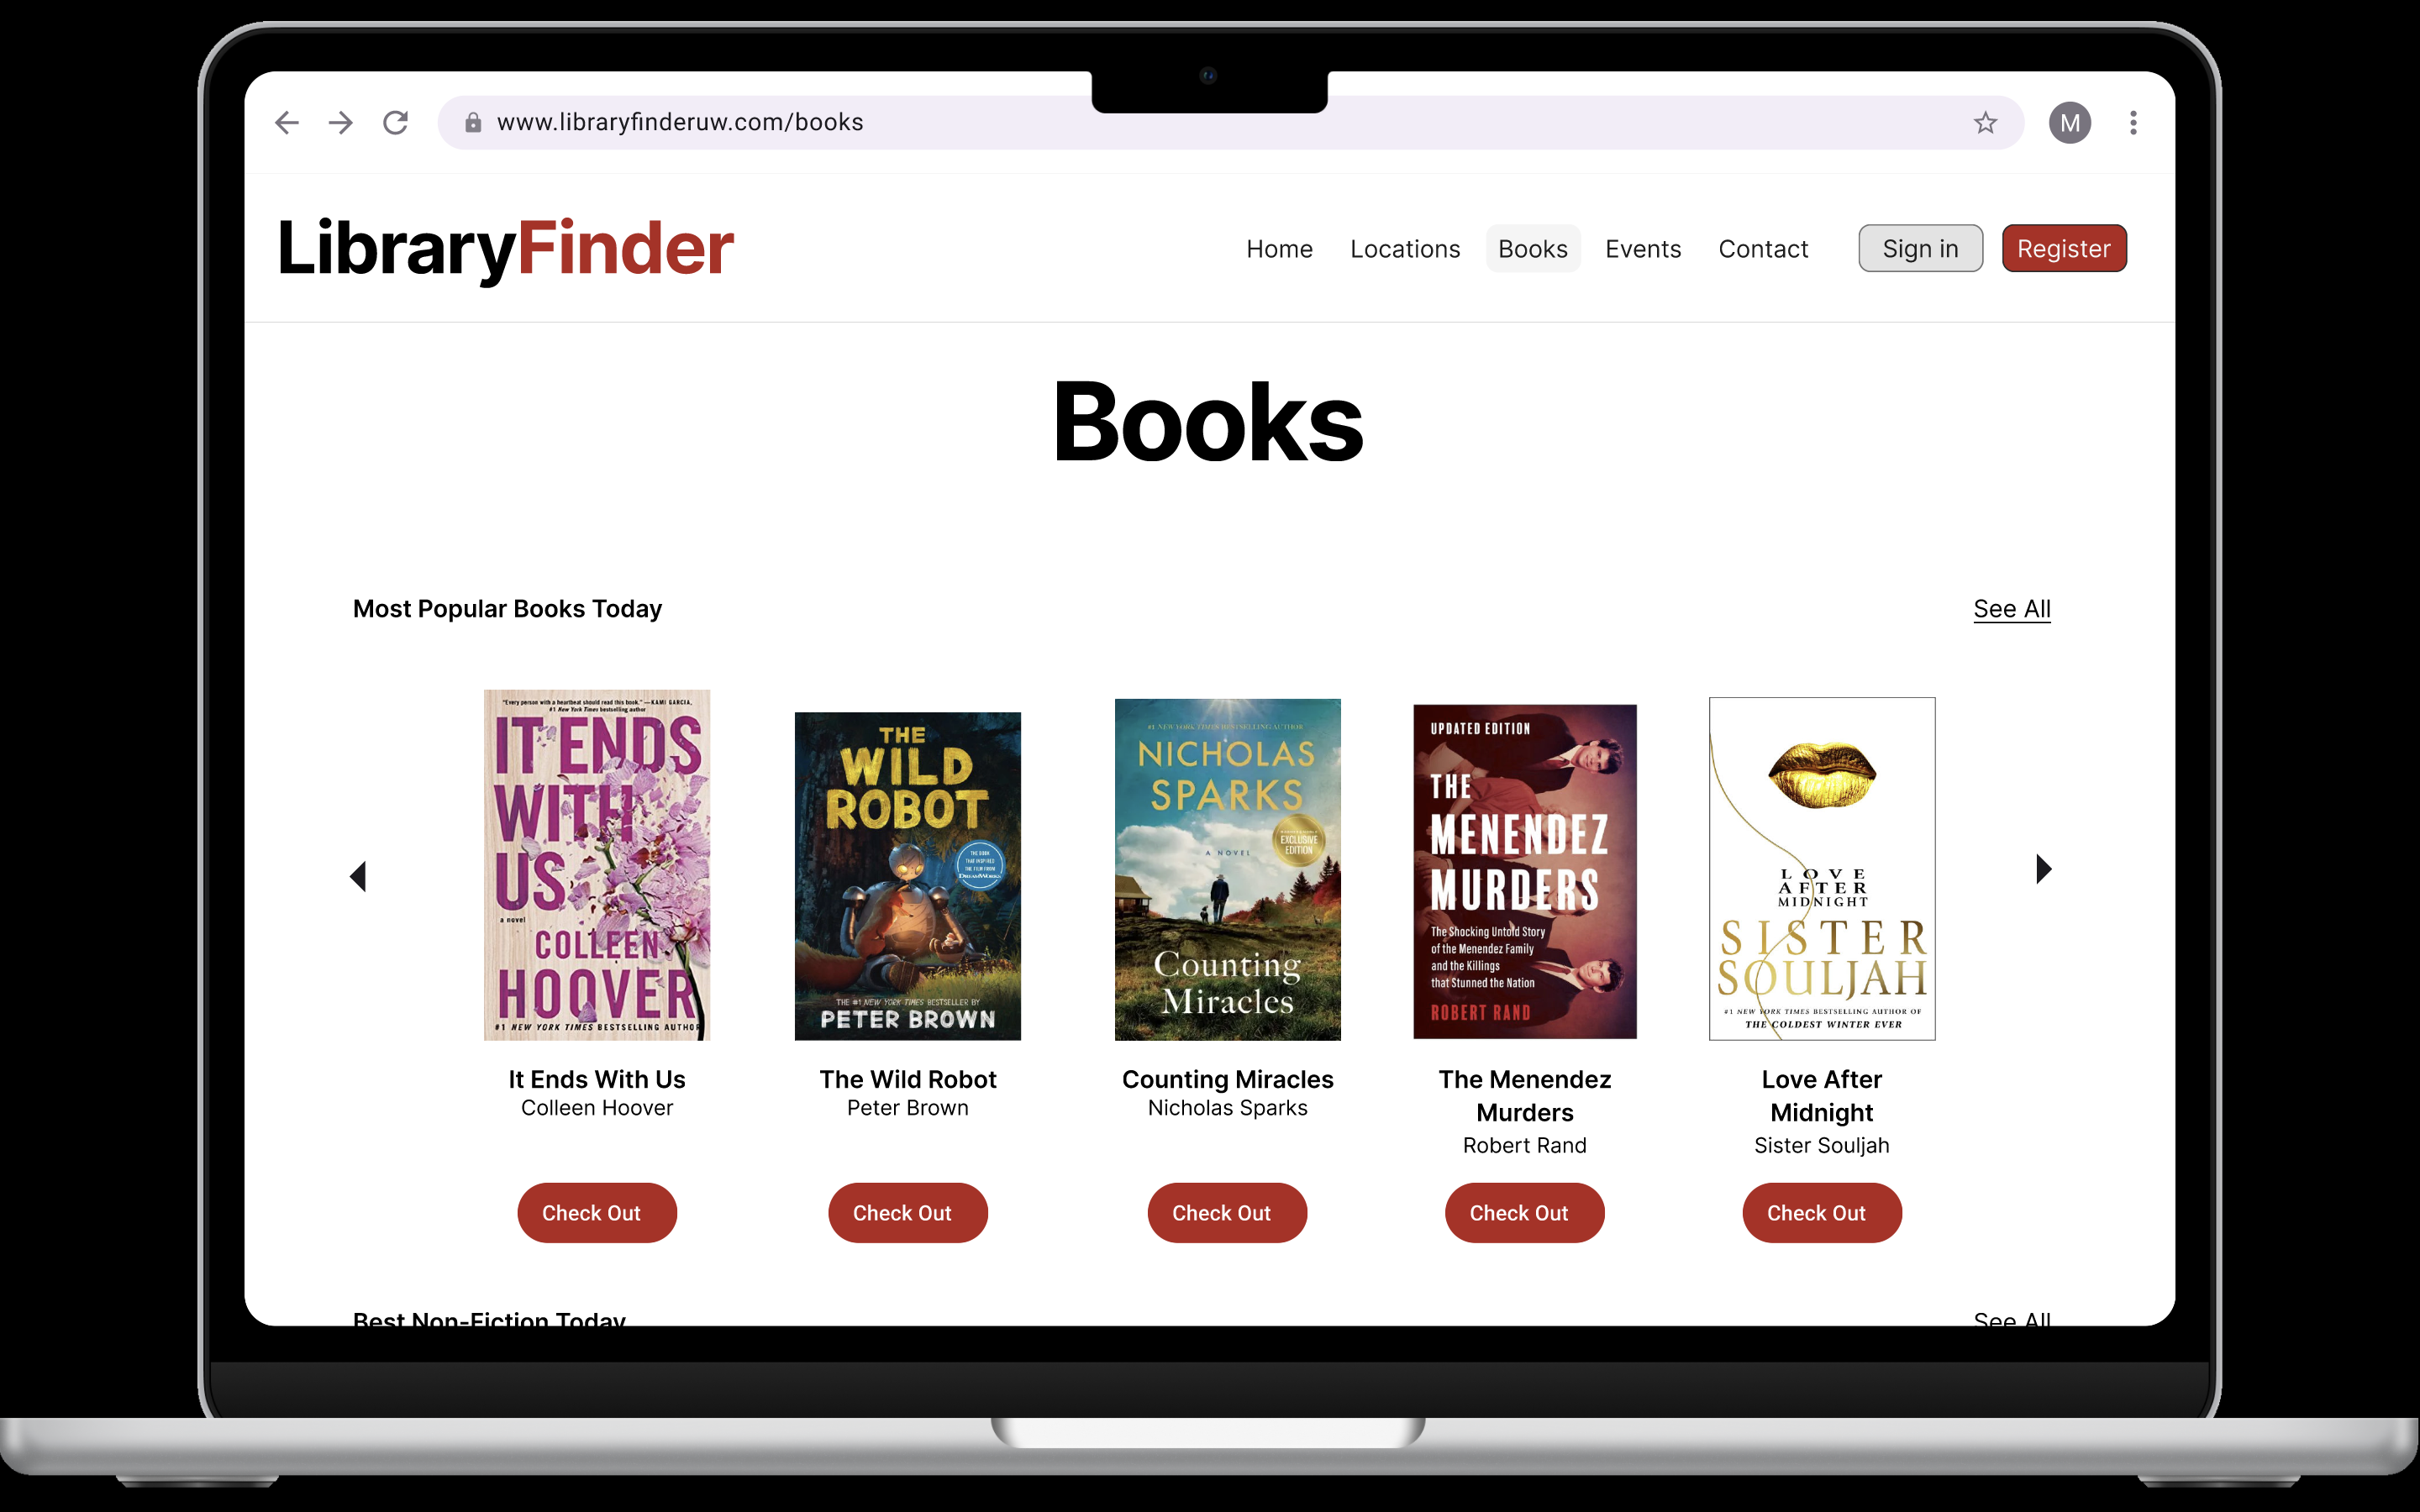 www.libraryfinderuw.com/books
M
LibraryFinder
Home Locations Books Events Contact Sign in Register
Books
Most Popular Books Today
See All
"Every person with a heartbeat should read this book." —KAMI GARCIA,
#1 New York Times bestselling author
IT ENDS
WITH
US
a novel
COLLEEN
HOOVER
#1 NEW YORK TIMES BESTSELLING AUTHOR
THE
WILD
ROBOT
THE BOOK
THAT INSPIRED
THE FILM FROM
DREAMWORKS
THE #1 NEW YORK TIMES BESTSELLER BY
PETER BROWN
#1 NEW YORK TIMES BESTSELLING AUTHOR
NICHOLAS
SPARKS
EXCLUSIVE
EDITION
A NOVEL
Counting
Miracles
UPDATED EDITION
THE
MENENDEZ
MURDERS
The Shocking Untold Story
of the Menendez Family
and the Killings
that Stunned the Nation
ROBERT RAND
LOVE
AFTER
MIDNIGHT
SISTER
SOULJAH
#1 NEW YORK TIMES BESTSELLING AUTHOR OF
THE COLDEST WINTER EVER
It Ends With Us
Colleen Hoover
Check Out
The Wild Robot
Peter Brown
Check Out
Counting Miracles
Nicholas Sparks
Check Out
The Menendez
Murders
Robert Rand
Check Out
Love After
Midnight
Sister Souljah
Check Out
Best Non-Fiction Today
See All